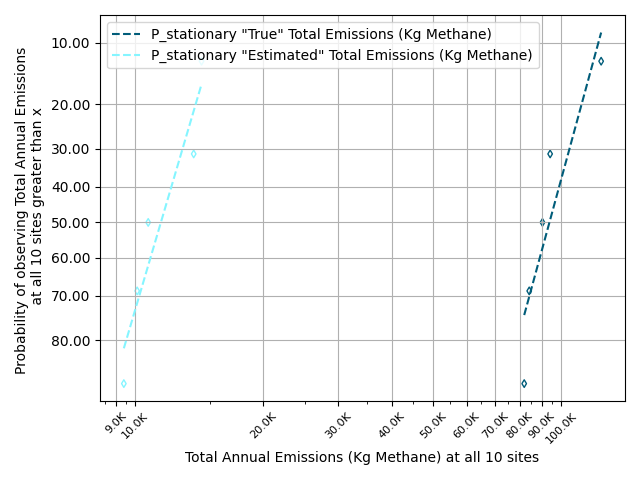 P_stationary "True" Total Emissions (Kg Methane)
P_stationary "Estimated" Total Emissions (Kg Methane)
Probability of observing Total Annual Emissions
at all 10 sites greater than x
10.00
20.00
30.00
40.00
50.00
60.00
70.00
80.00
9.0K
10.0K
20.0K
30.0K
40.0K
50.0K
60.0K
70.0K
80.0K
90.0K
100.0K
Total Annual Emissions (Kg Methane) at all 10 sites